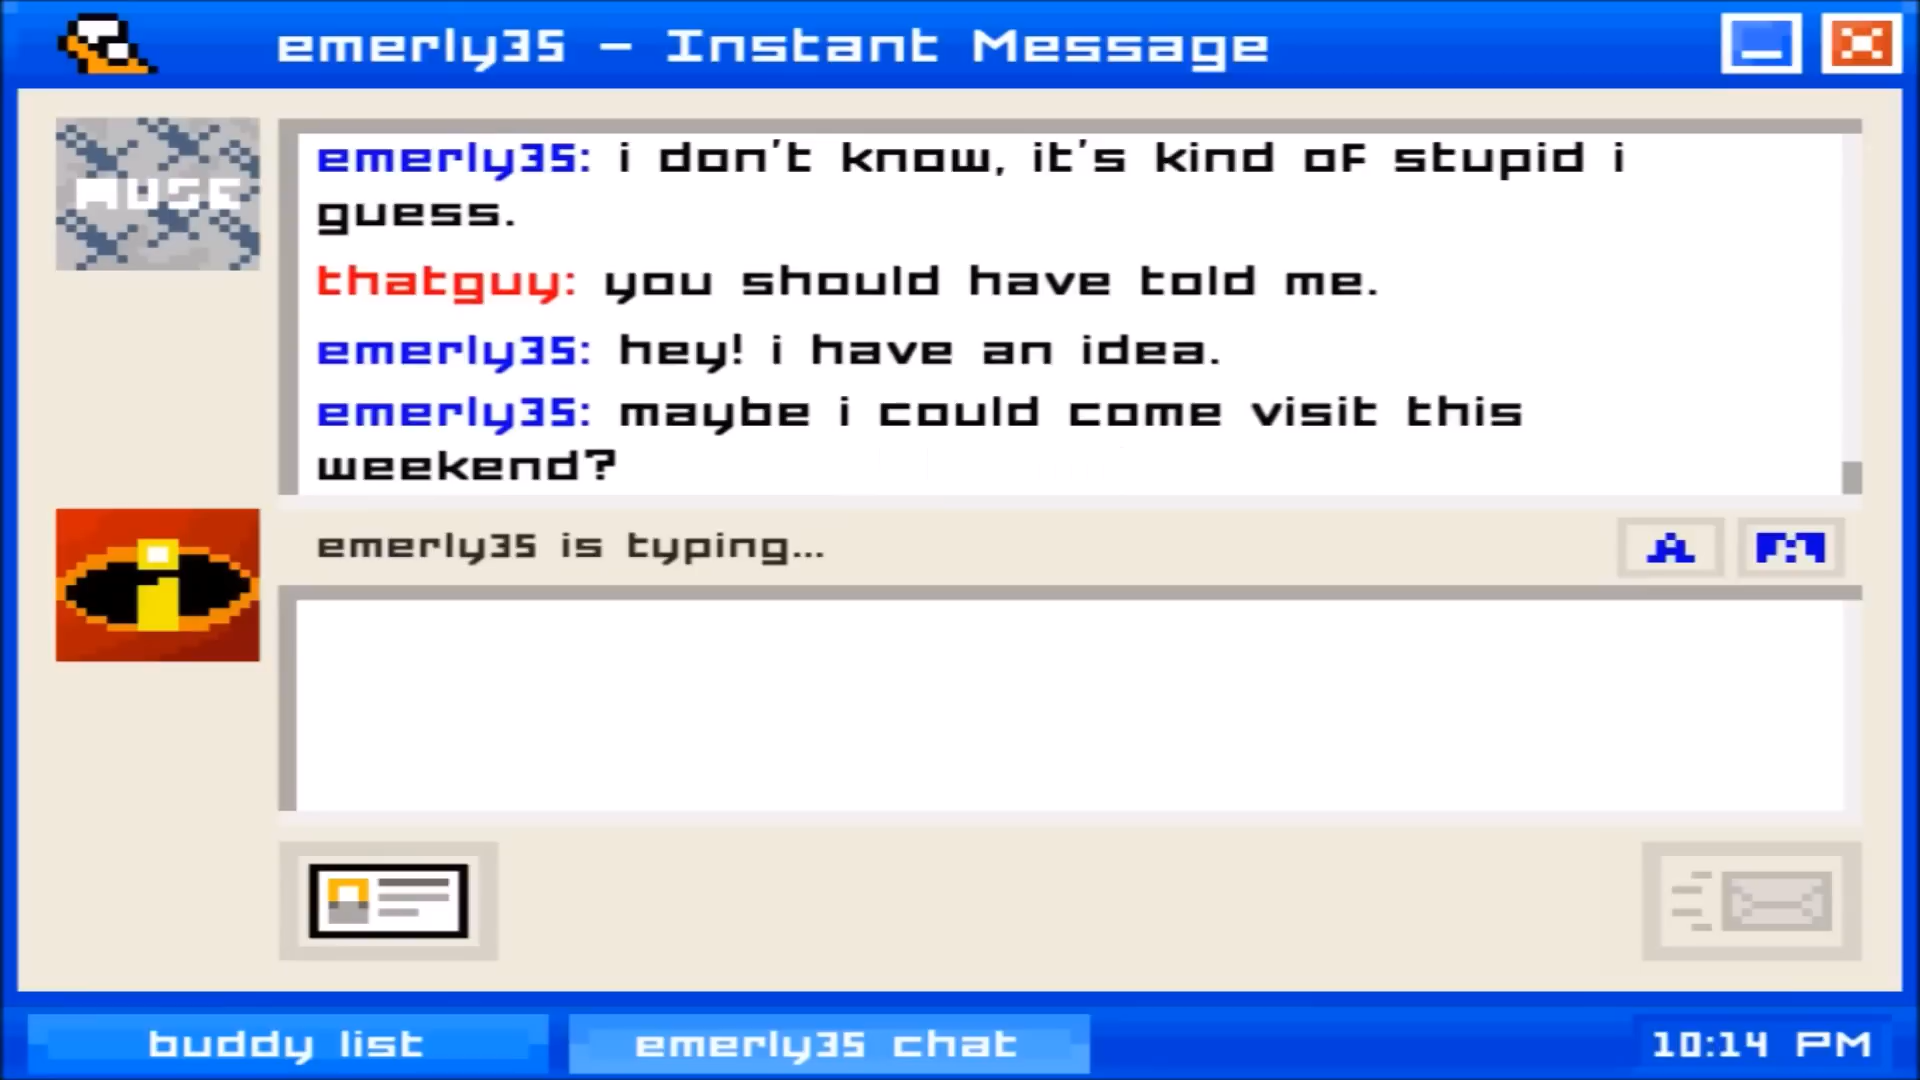 emerly35 - Instant Message
MUSE
emerly35: i don't know, it's kind of stupid i
guess.
thatguy: you should have told me.
emerly35: hey! i have an idea.
emerly35: maybe i could come visit this
weekend?
emerly35 is typing...
i
A
buddy list
emerly35 chat
10:14 PM